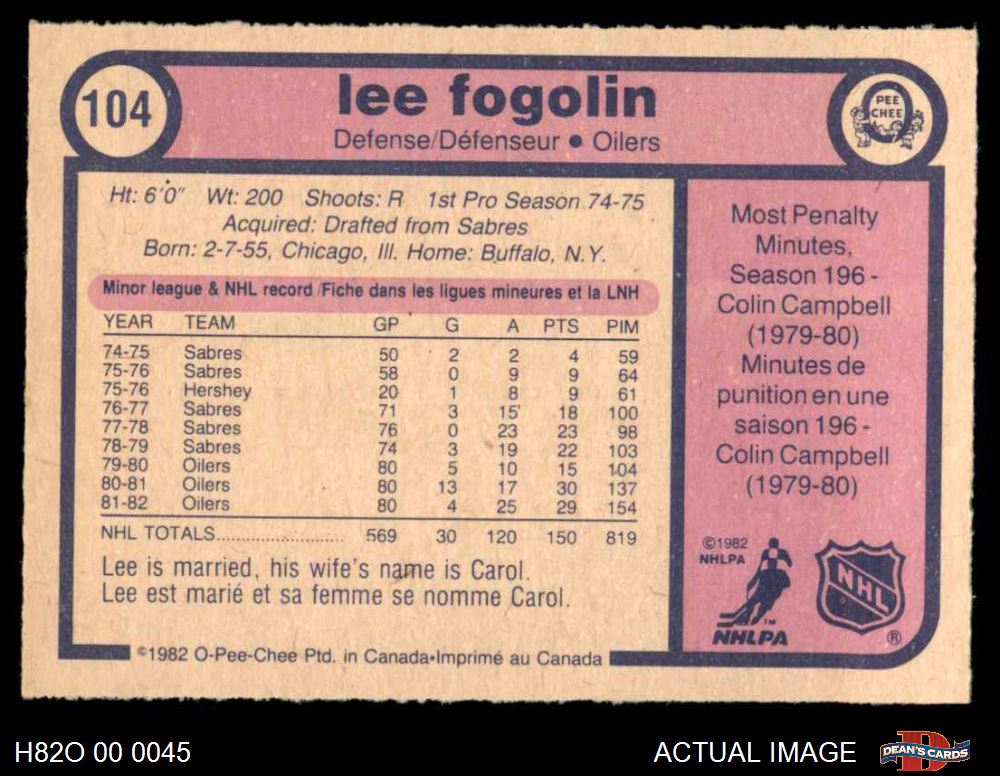 104
lee fogolin
Defense/Défenseur • Oilers
PEE
CHEE
Ht: 6'0" Wt: 200 Shoots: R 1st Pro Season 74-75
Acquired: Drafted from Sabres
Born: 2-7-55, Chicago, Ill. Home: Buffalo, N.Y.
Minor league & NHL record/Fiche dans les ligues mineures et la LNH
YEAR TEAM GP G A PTS PIM
74-75 Sabres 50 2 2 4 59
75-76 Sabres 58 0 9 9 64
75-76 Hershey 20 1 8 9 61
76-77 Sabres 71 3 15 18 100
77-78 Sabres 76 0 23 23 98
78-79 Sabres 74 3 19 22 103
79-80 Oilers 80 5 10 15 104
80-81 Oilers 80 13 17 30 137
81-82 Oilers 80 4 25 29 154
NHL TOTALS........................ 569 30 120 150 819
Lee is married, his wife's name is Carol.
Lee est marié et sa femme se nomme Carol.
©1982 O-Pee-Chee Ptd. in Canada•Imprimé au Canada
Most Penalty
Minutes,
Season 196 -
Colin Campbell
(1979-80)
Minutes de
punition en une
saison 196 -
Colin Campbell
(1979-80)
©1982
NHLPA
TM
NHLPA
NHL
®
H82O 00 0045
ACTUAL IMAGE
D
DEAN'S CARDS